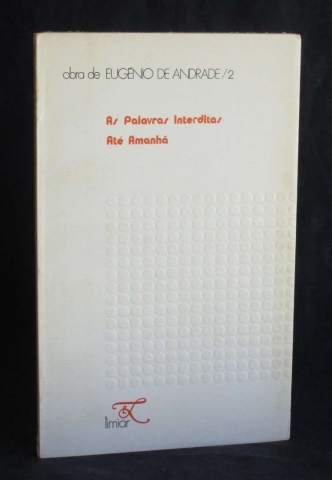 obra de EUGÉNIO DE ANDRADE/2
As Palavras Interditas
Até Amanhã
limiar